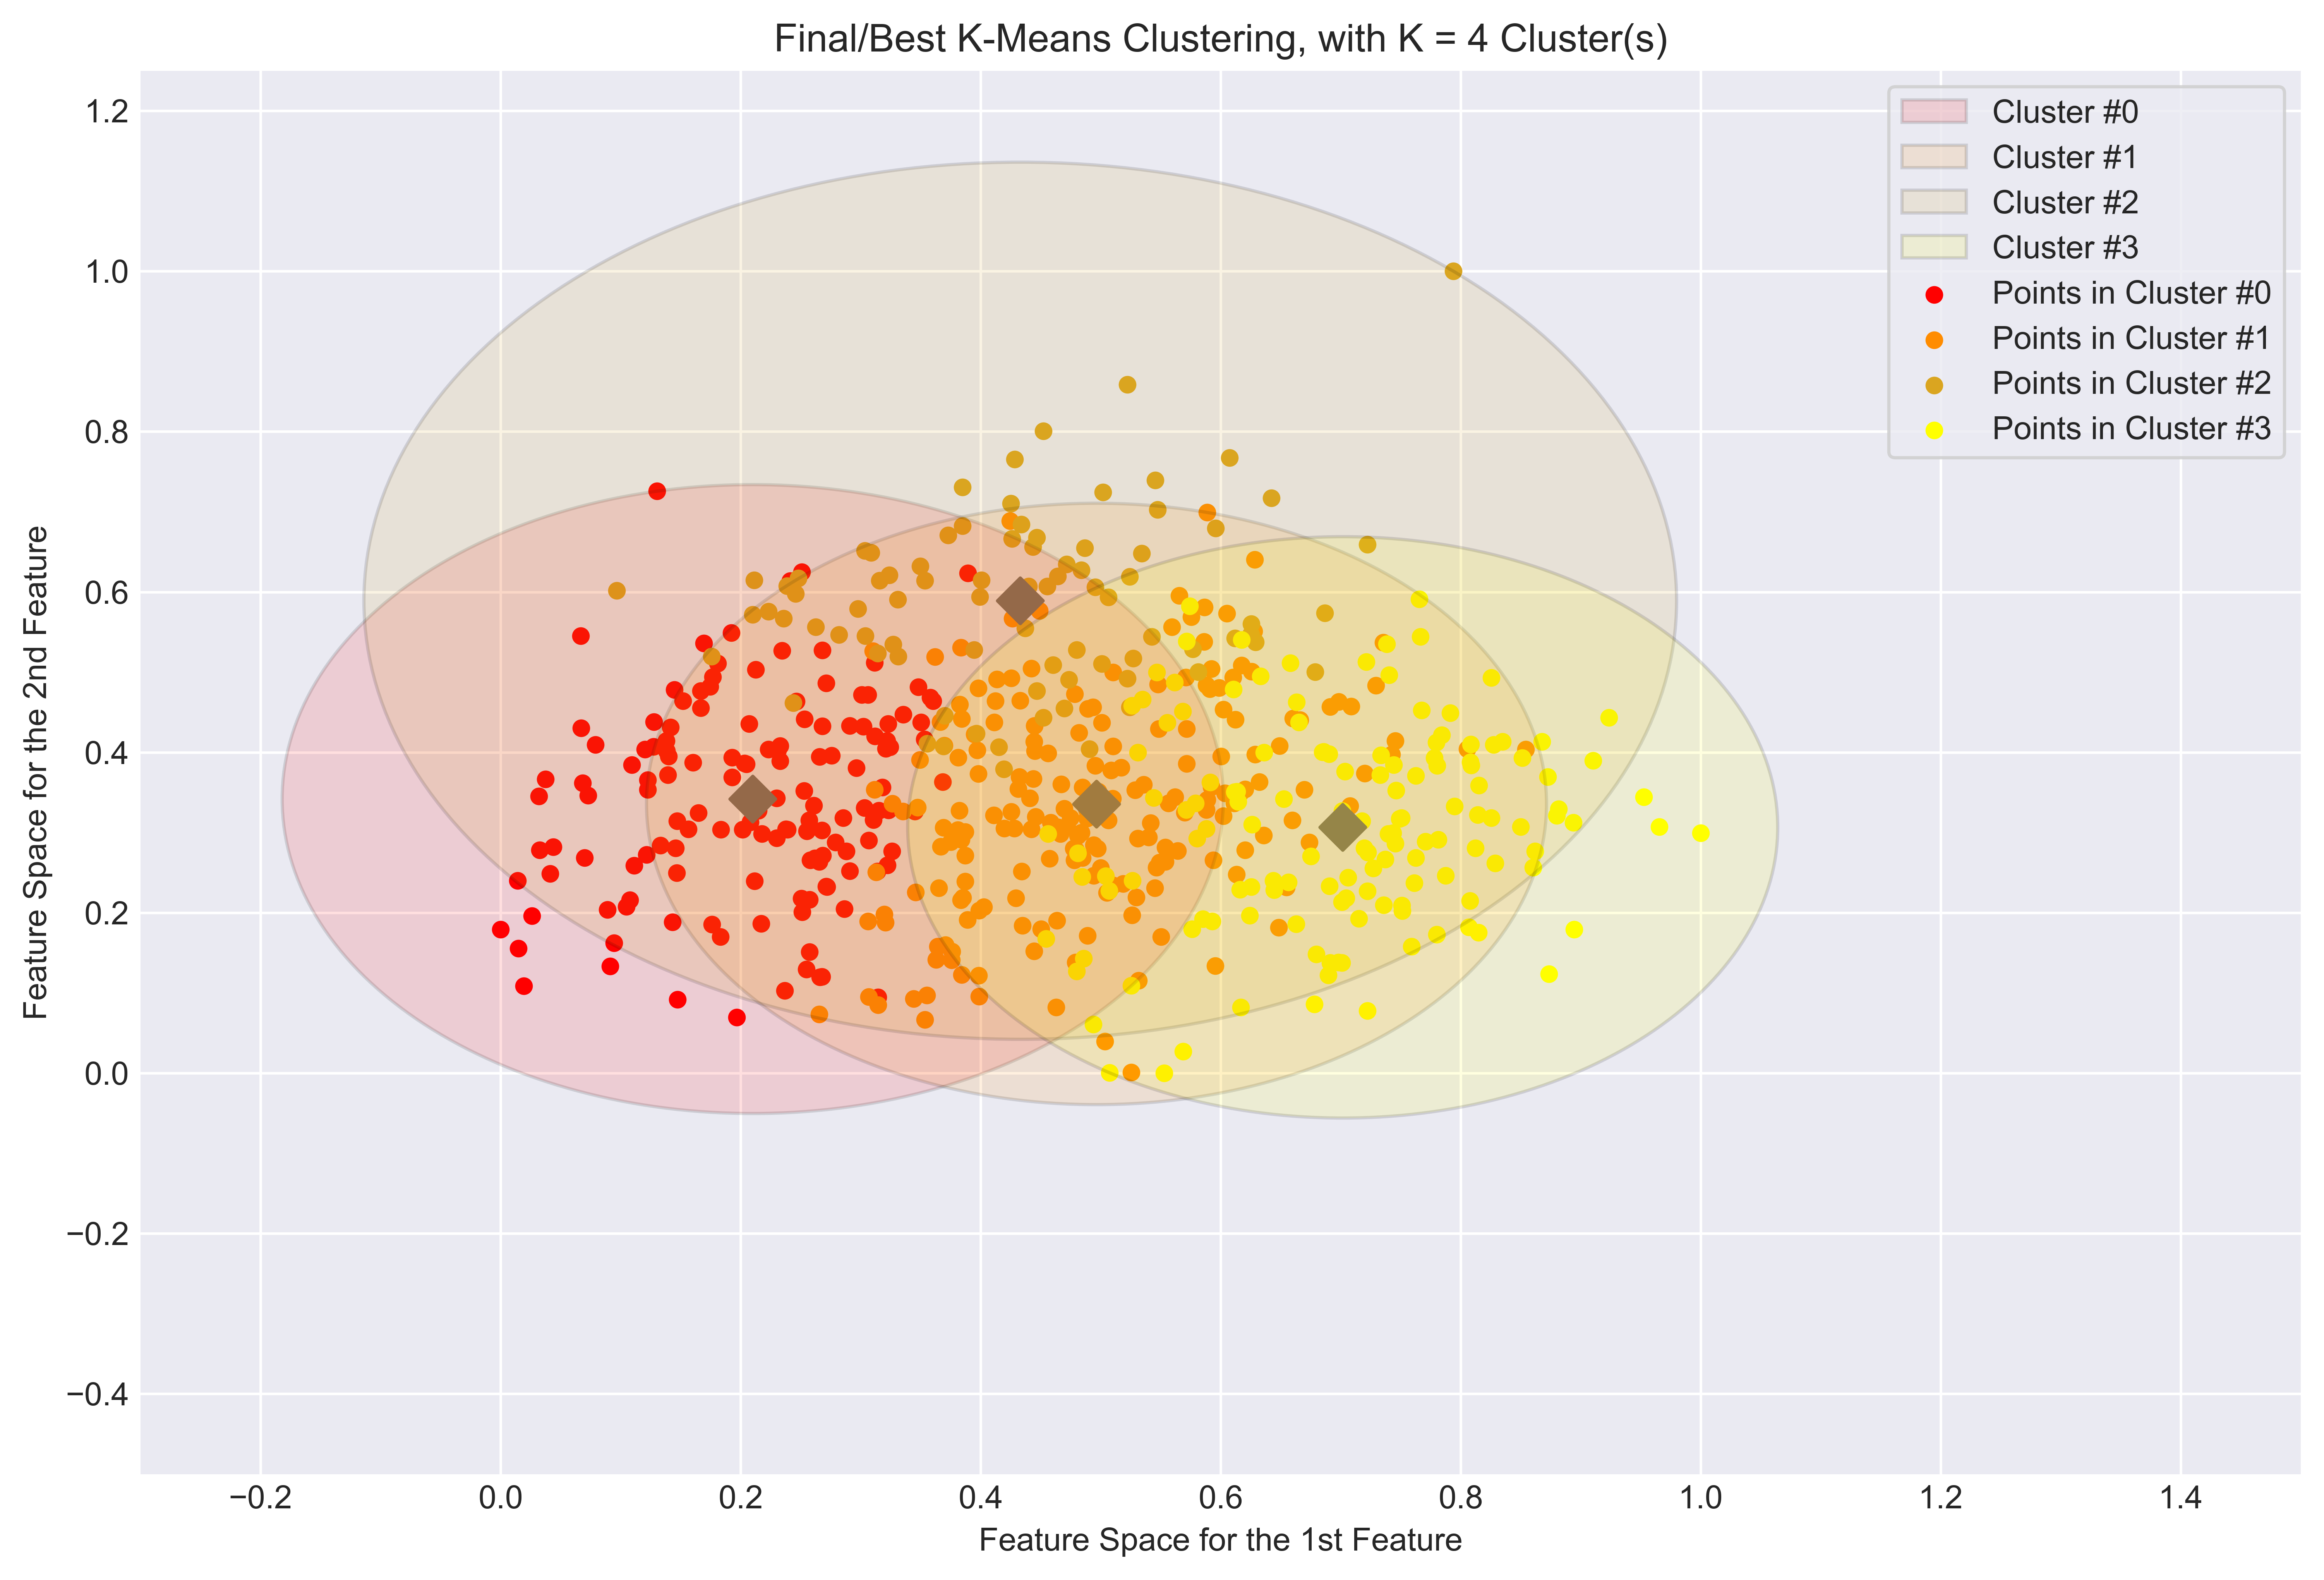 Final/Best K-Means Clustering, with K = 4 Cluster(s)
Cluster #0
Cluster #1
Cluster #2
Cluster #3
Points in Cluster #0
Points in Cluster #1
Points in Cluster #2
Points in Cluster #3
Feature Space for the 2nd Feature
1.2
1.0
0.8
0.6
0.4
0.2
0.0
−0.2
−0.4
−0.2 0.0 0.2 0.4 0.6 0.8 1.0 1.2 1.4
Feature Space for the 1st Feature